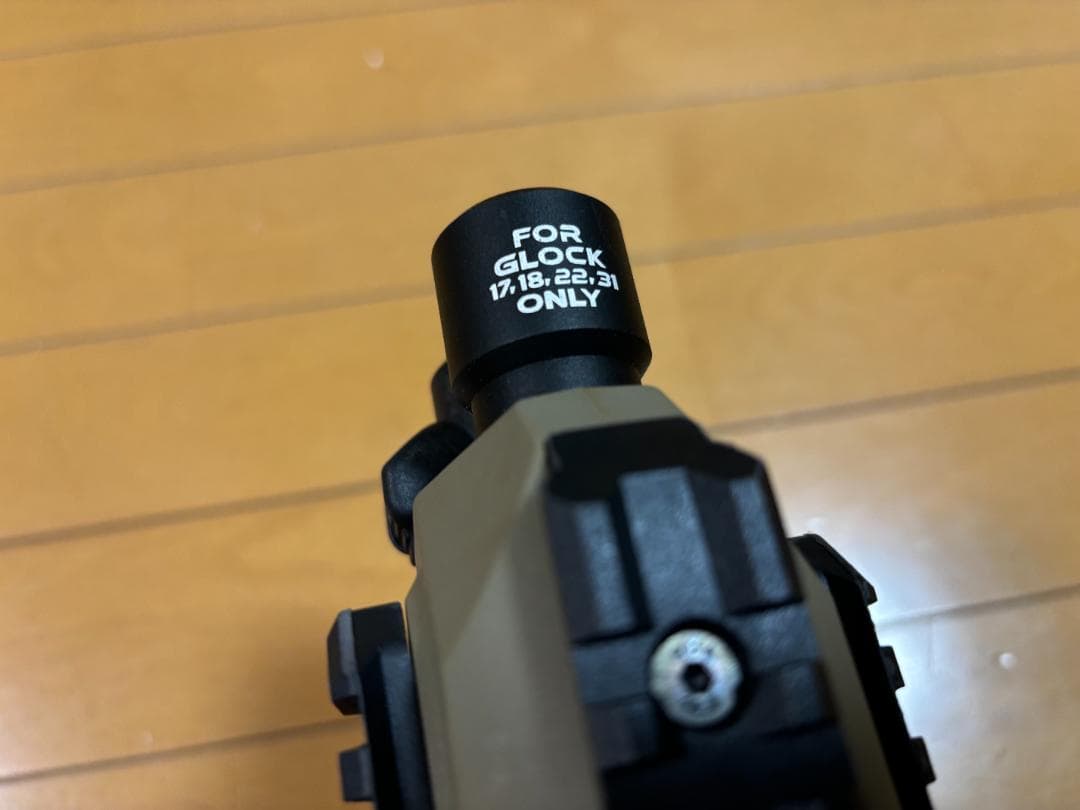 FOR
GLOCK
17, 18, 22, 31
ONLY